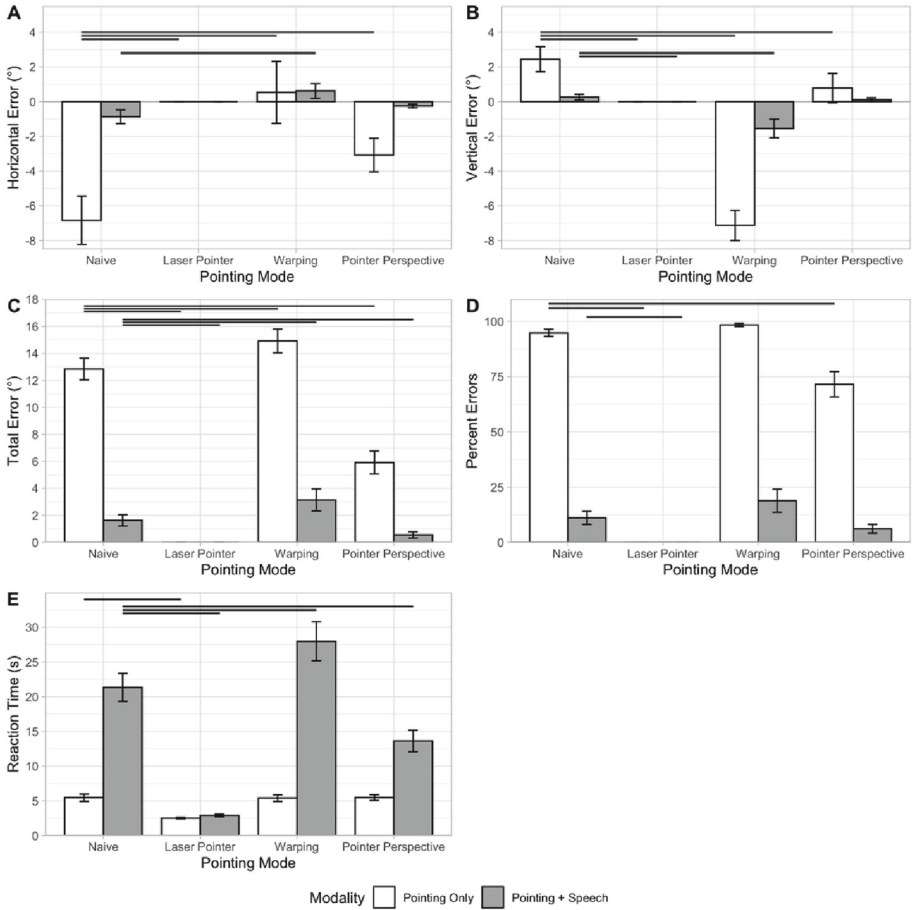 A
4
2
0
-2
-4
-6
-8
Horizontal Error (°)
Naive Laser Pointer Warping Pointer Perspective
Pointing Mode
B
4
2
0
-2
-4
-6
-8
Vertical Error (°)
Naive Laser Pointer Warping Pointer Perspective
Pointing Mode
C
18
16
14
12
10
8
6
4
2
0
Total Error (°)
Naive Laser Pointer Warping Pointer Perspective
Pointing Mode
D
100
75
50
25
0
Percent Errors
Naive Laser Pointer Warping Pointer Perspective
Pointing Mode
E
30
25
20
15
10
5
0
Reaction Time (s)
Naive Laser Pointer Warping Pointer Perspective
Pointing Mode
Modality Pointing Only Pointing + Speech